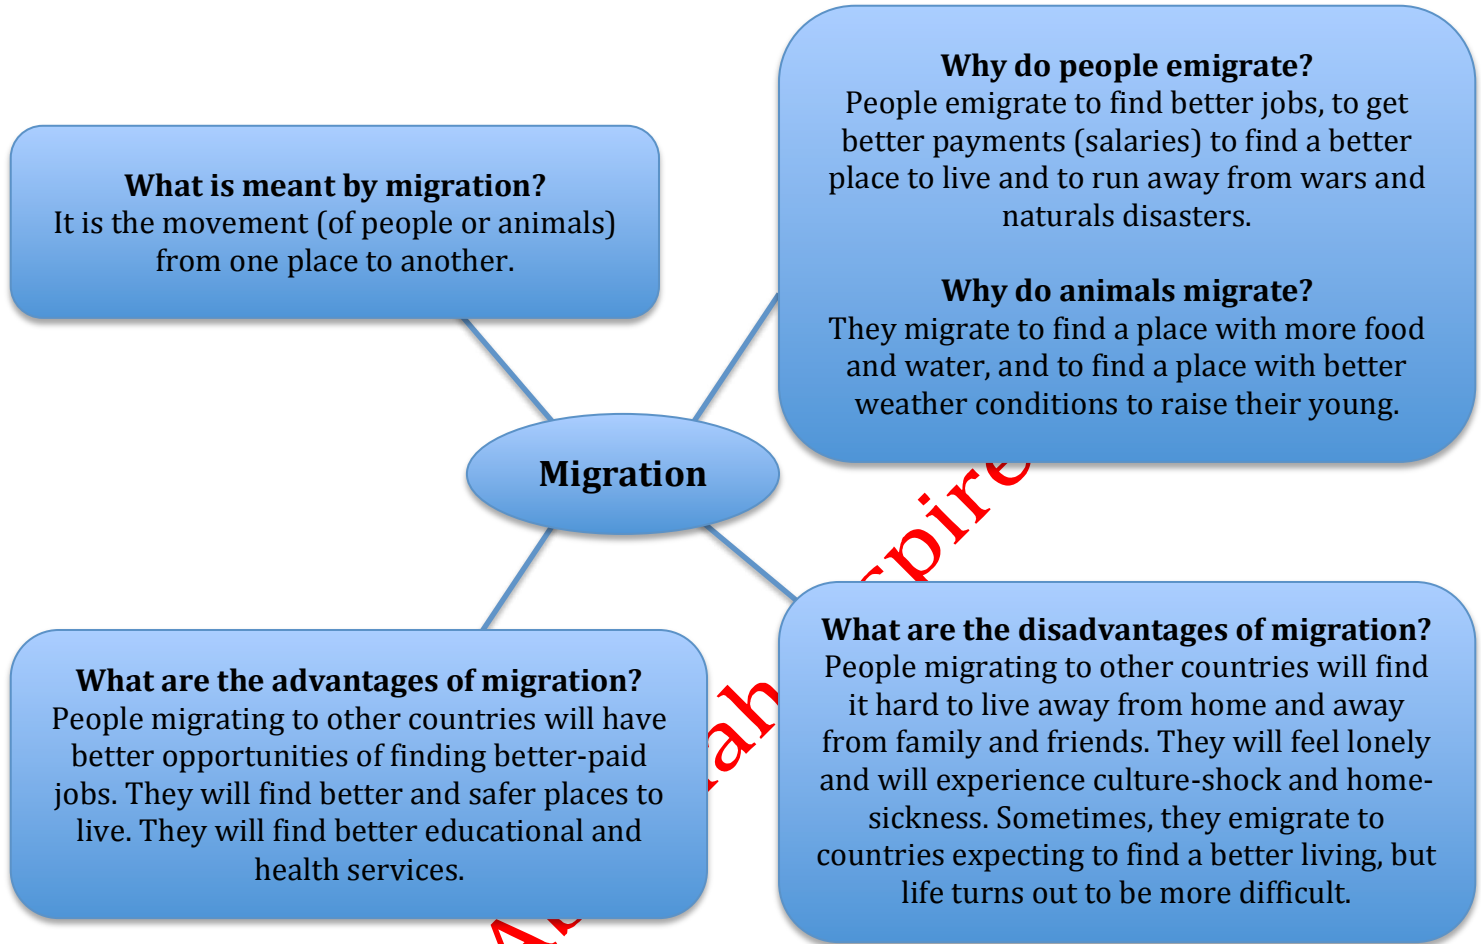 What is meant by migration?
It is the movement (of people or animals)
from one place to another.
Why do people emigrate?
People emigrate to find better jobs, to get
better payments (salaries) to find a better
place to live and to run away from wars and
naturals disasters.
Why do animals migrate?
They migrate to find a place with more food
and water, and to find a place with better
weather conditions to raise their young.
Migration
What are the advantages of migration?
People migrating to other countries will have
better opportunities of finding better-paid
jobs. They will find better and safer places to
live. They will find better educational and
health services.
What are the disadvantages of migration?
People migrating to other countries will find
it hard to live away from home and away
from family and friends. They will feel lonely
and will experience culture-shock and home-
sickness. Sometimes, they emigrate to
countries expecting to find a better living, but
life turns out to be more difficult.